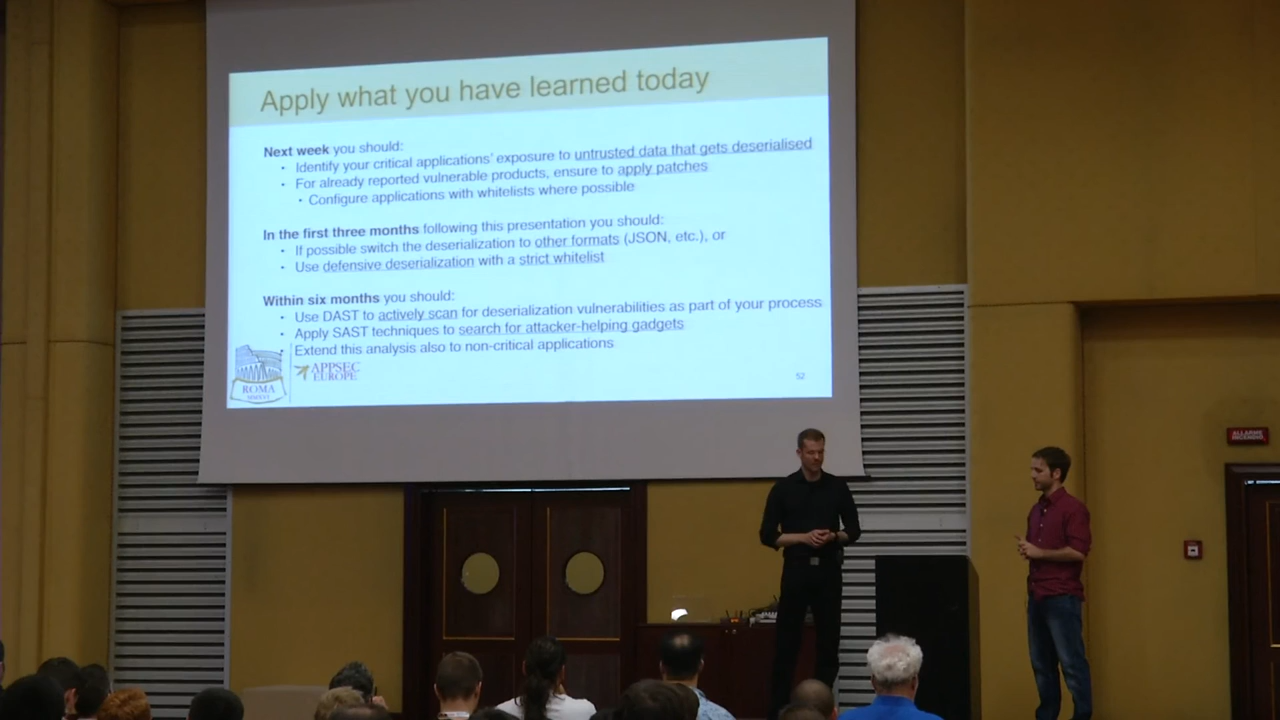 Apply what you have learned today
Next week you should:
• Identify your critical applications' exposure to untrusted data that gets deserialised
• For already reported vulnerable products, ensure to apply patches
• Configure applications with whitelists where possible
In the first three months following this presentation you should:
• If possible switch the deserialization to other formats (JSON, etc.), or
• Use defensive deserialization with a strict whitelist
Within six months you should:
• Use DAST to actively scan for deserialization vulnerabilities as part of your process
• Apply SAST techniques to search for attacker-helping gadgets
• Extend this analysis also to non-critical applications
ROMA
MMXVI
APPSEC
EUROPE
52
ALLARME
INCENDIO